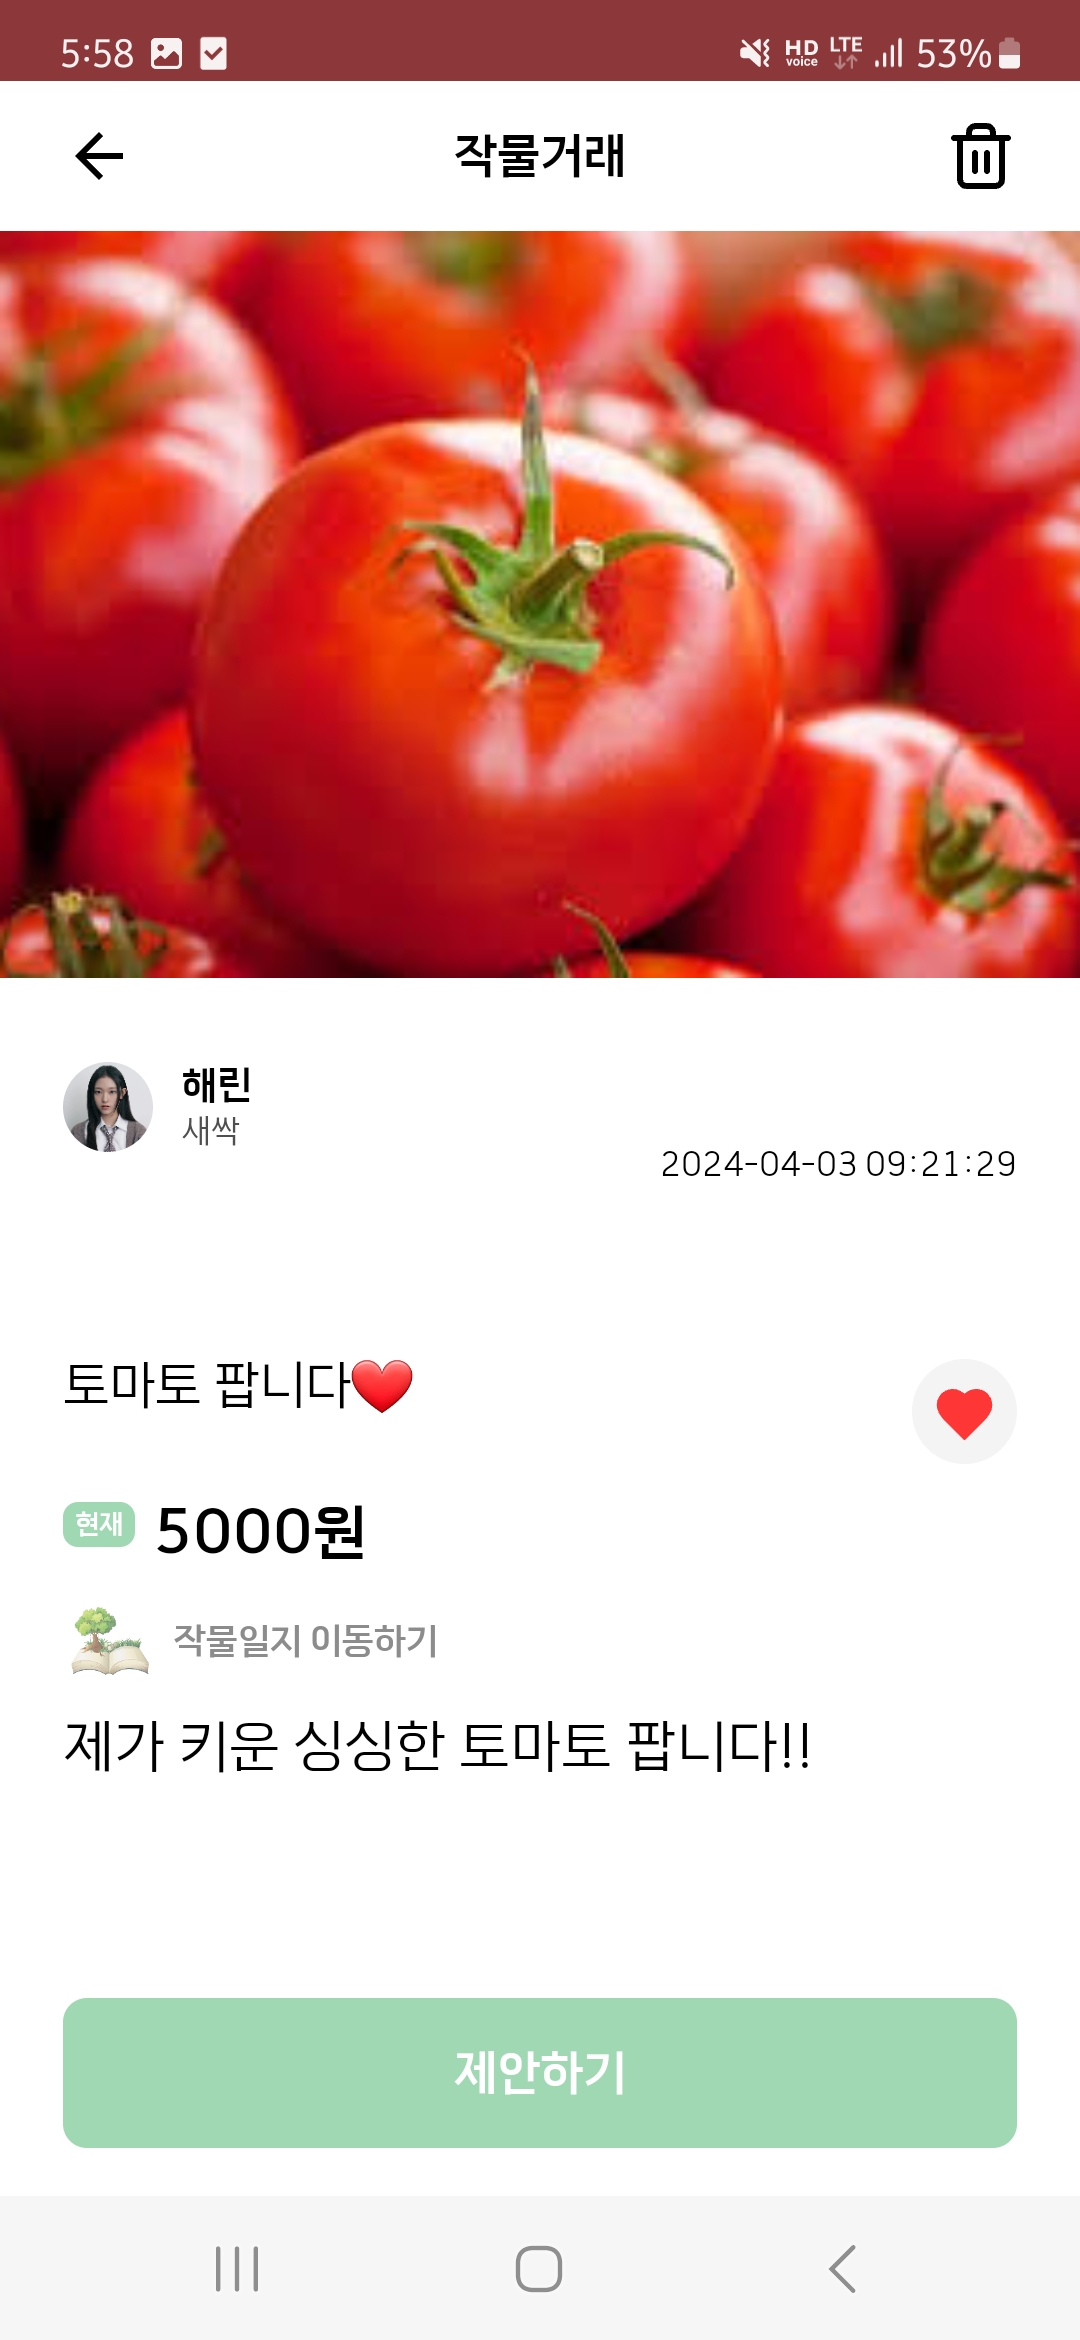 5:58
HD voice LTE 53%
작물거래
해린
새싹
2024-04-03 09:21:29
토마토 팝니다❤️
현재 5000원
작물일지 이동하기
제가 키운 싱싱한 토마토 팝니다!!
제안하기